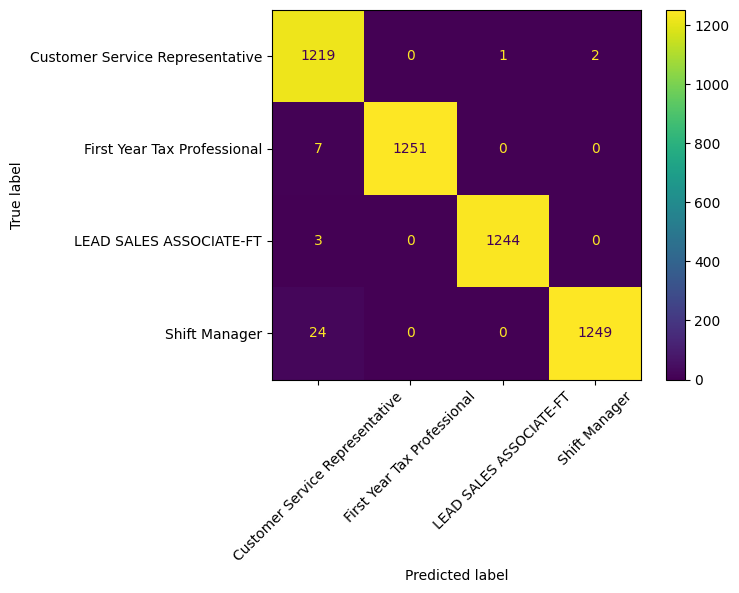 Customer Service Representative 1219 0 1 2
First Year Tax Professional 7 1251 0 0
LEAD SALES ASSOCIATE-FT 3 0 1244 0
Shift Manager 24 0 0 1249
True label
Customer Service Representative
First Year Tax Professional
LEAD SALES ASSOCIATE-FT
Shift Manager
Predicted label
1200
1000
800
600
400
200
0